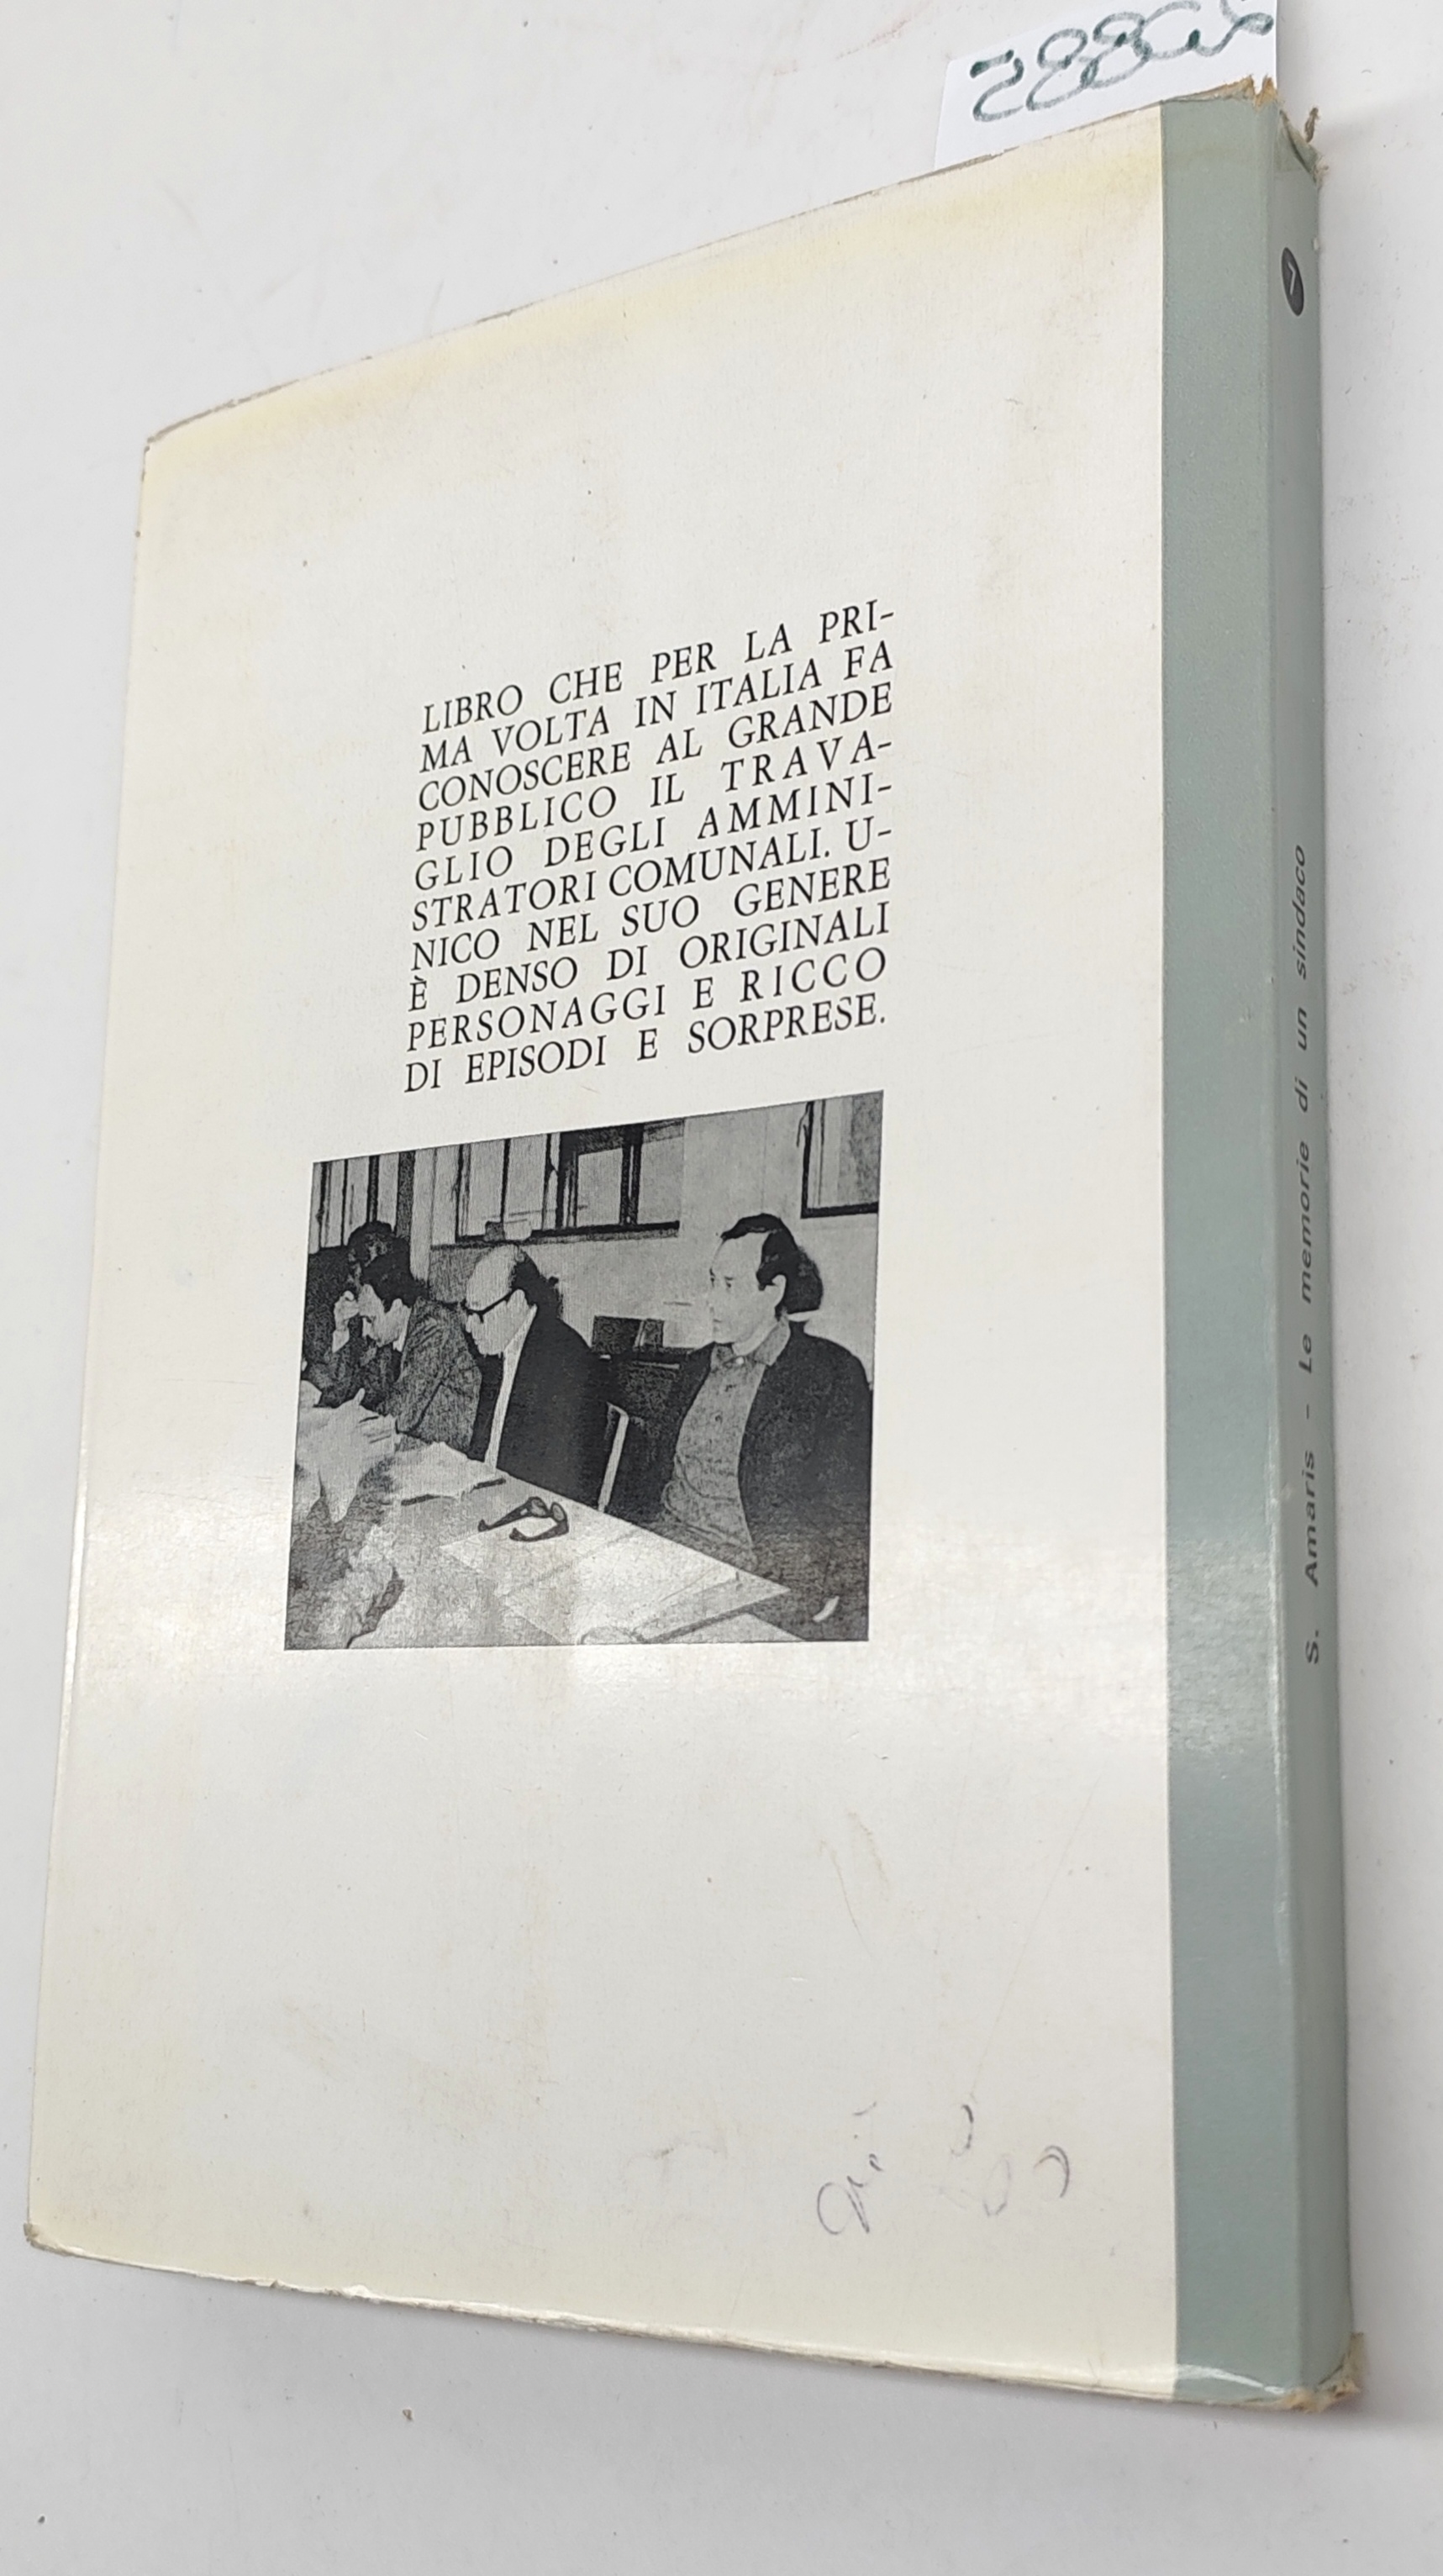 LIBRO CHE PER LA PRI-
MA VOLTA IN ITALIA FA
CONOSCERE AL GRANDE
PUBBLICO IL TRAVA-
GLIO DEGLI AMMINI-
STRATORI COMUNALI. U-
NICO NEL SUO GENERE
È DENSO DI ORIGINALI
PERSONAGGI E RICCO
DI EPISODI E SORPRESE.
S. Amaris - Le memorie di un sindaco